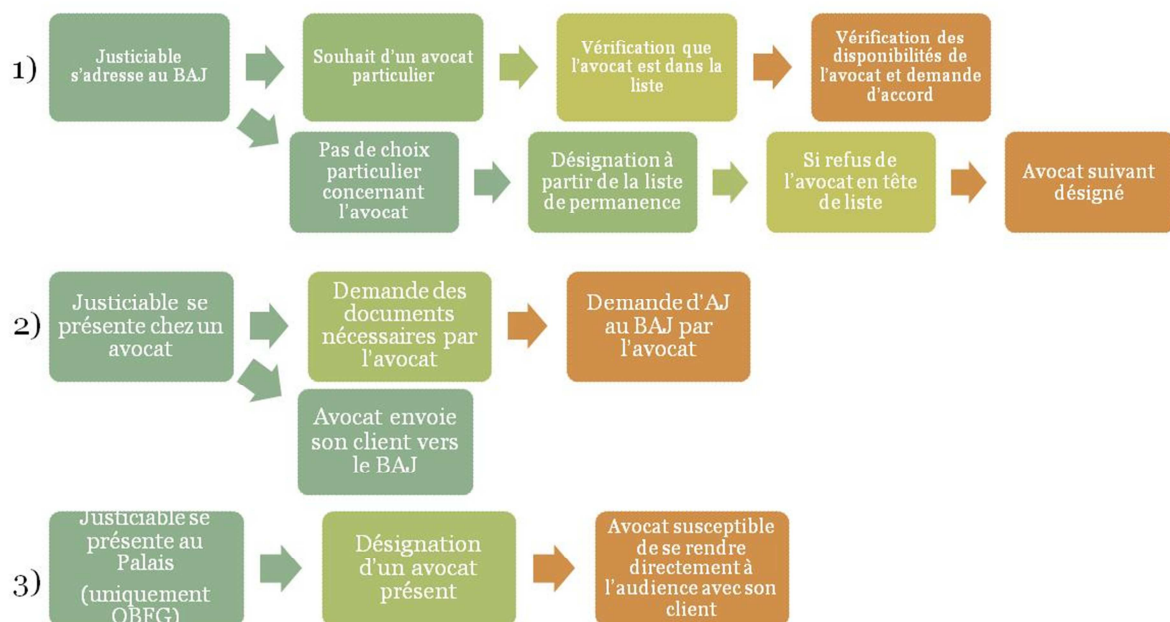 1)
Justiciable
s'adresse au BAJ
Souhait d'un avocat
particulier
Vérification que
l'avocat est dans la
liste
Vérification des
disponibilités de
l'avocat et demande
d'accord
Pas de choix
particulier
concernant
l'avocat
Désignation à
partir de la liste
de permanence
Si refus de
l'avocat en tête
de liste
Avocat suivant
désigné
2)
Justiciable se
présente chez un
avocat
Demande des
documents
nécessaires par
l'avocat
Demande d'AJ
au BAJ par
l'avocat
Avocat envoie
son client vers
le BAJ
3)
Justiciable se
présente au
Palais
(uniquement
OBFG)
Désignation
d'un avocat
présent
Avocat susceptible
de se rendre
directement à
l'audience avec son
client